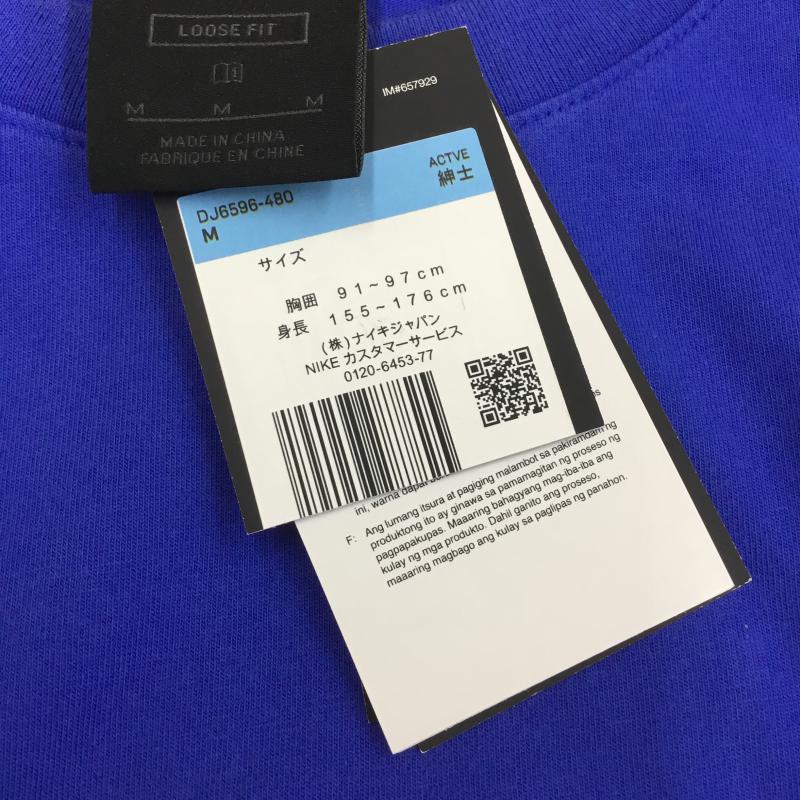 LOOSE FIT
M M M
MADE IN CHINA
FABRIQUE EN CHINE
IM#657929
DJ6596-480
M
ACTVE
紳士
サイズ
胸囲 91~97cm
身長 155~176cm
(株)ナイキジャパン
NIKE カスタマーサービス
0120-6453-77
ini, warna dapat
F: Ang lumang itsura at pagiging malambot sa pakiramdam ng
produktong ito ay ginawa sa pamamagitan ng proseso ng
pagpapakupas. Maaaring bahagyang mag-iba-iba ang
kulay ng mga produkto. Dahil ganito ang proseso,
maaaring magbago ang kulay sa paglipas ng panahon.